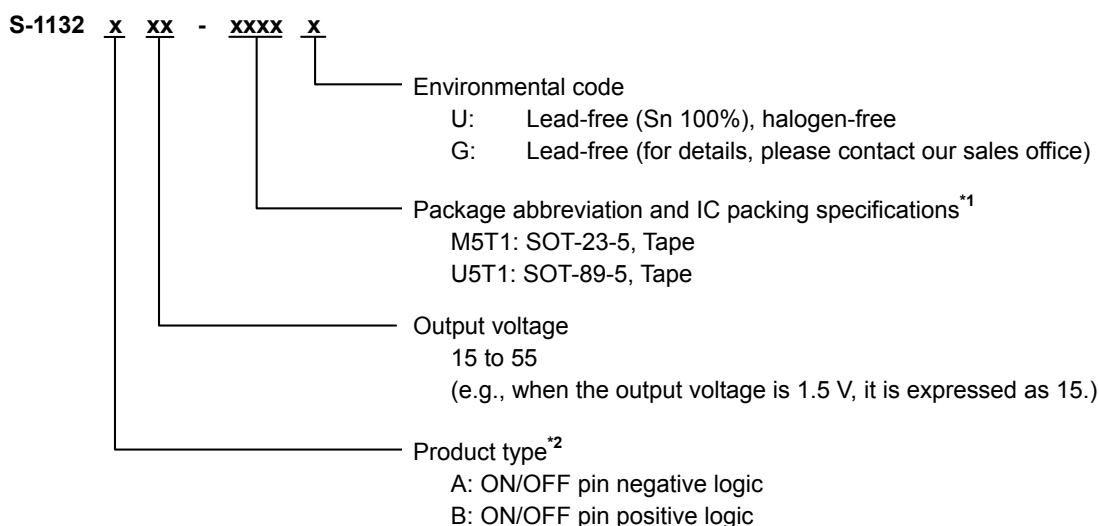 S-1132 x xx - xxxx x
Environmental code
U: Lead-free (Sn 100%), halogen-free
G: Lead-free (for details, please contact our sales office)
Package abbreviation and IC packing specifications*1
M5T1: SOT-23-5, Tape
U5T1: SOT-89-5, Tape
Output voltage
15 to 55
(e.g., when the output voltage is 1.5 V, it is expressed as 15.)
Product type*2
A: ON/OFF pin negative logic
B: ON/OFF pin positive logic